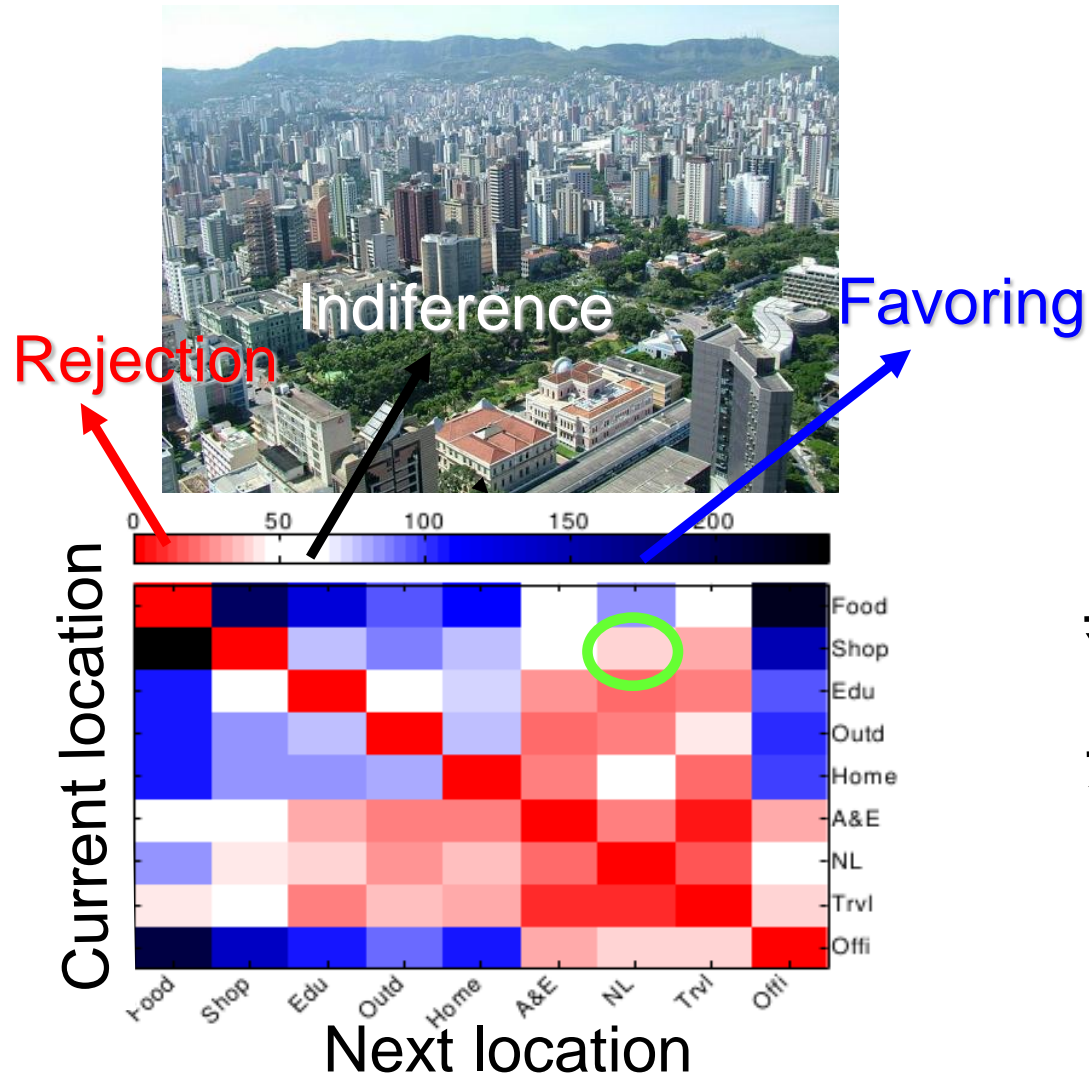 Indiference
Favoring
Rejection
0 50 100 150 200
Current location
Food
Shop
Edu
Outd
Home
A&E
NL
Trvl
Offi
Food Shop Edu Outd Home A&E NL Trvl Offi
Next location